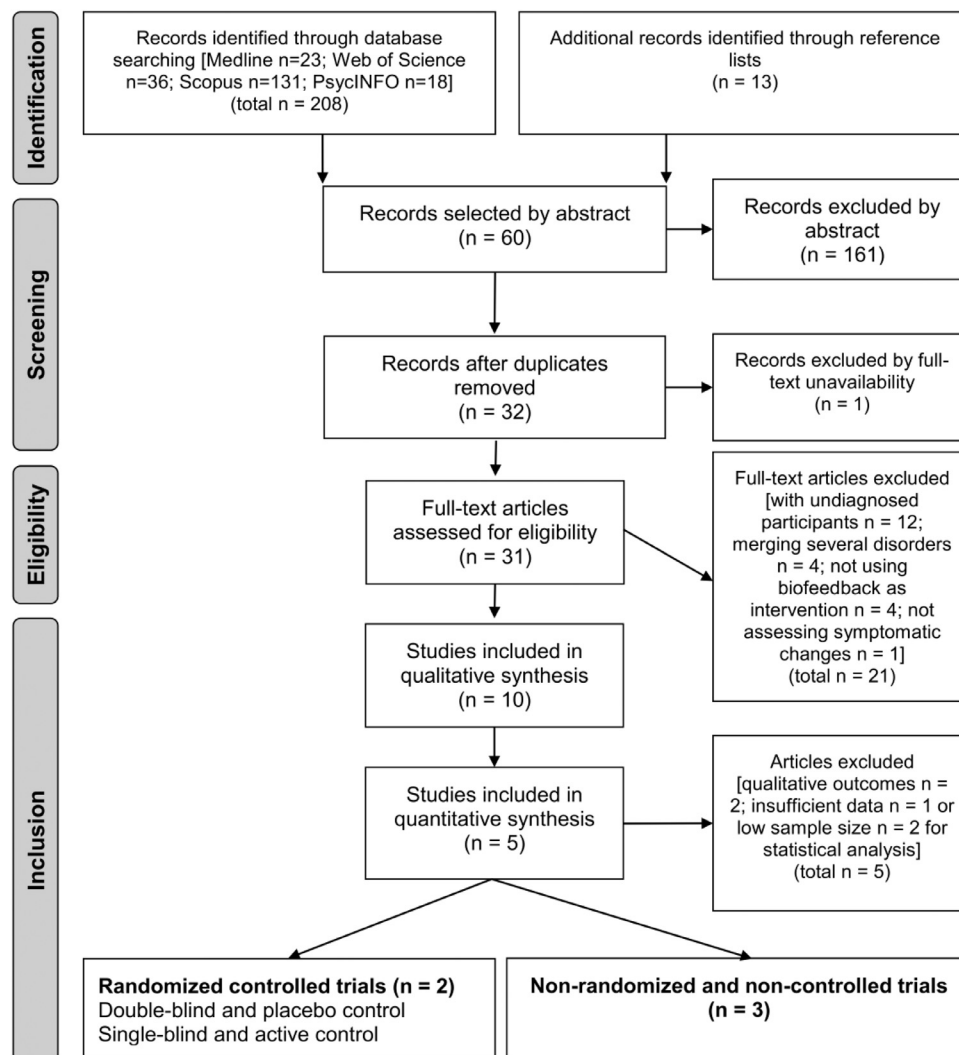 Identification
Records identified through database
searching [Medline n=23; Web of Science
n=36; Scopus n=131; PsycINFO n=18]
(total n = 208)
Additional records identified through reference
lists
(n = 13)
Screening
Records selected by abstract
(n = 60)
Records excluded by
abstract
(n = 161)
Records after duplicates
removed
(n = 32)
Records excluded by full-
text unavailability
(n = 1)
Eligibility
Full-text articles
assessed for eligibility
(n = 31)
Full-text articles excluded
[with undiagnosed
participants n = 12;
merging several disorders
n = 4; not using
biofeedback as
intervention n = 4; not
assessing symptomatic
changes n = 1]
(total n = 21)
Inclusion
Studies included in
qualitative synthesis
(n = 10)
Studies included in
quantitative synthesis
(n = 5)
Articles excluded
[qualitative outcomes n =
2; insufficient data n = 1 or
low sample size n = 2 for
statistical analysis]
(total n = 5)
Randomized controlled trials (n = 2)
Double-blind and placebo control
Single-blind and active control
Non-randomized and non-controlled trials
(n = 3)